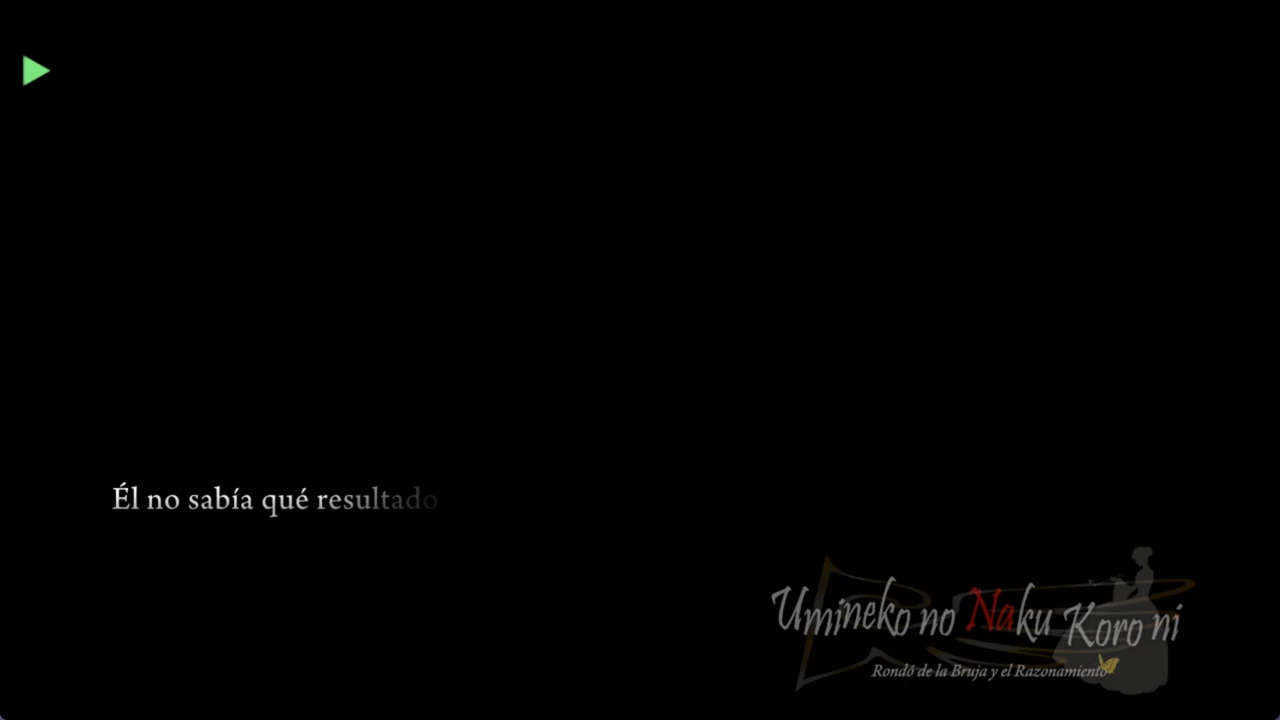 Él no sabía qué resultado
Umineko no Naku Koro ni
Rondó de la Bruja y el Razonamiento